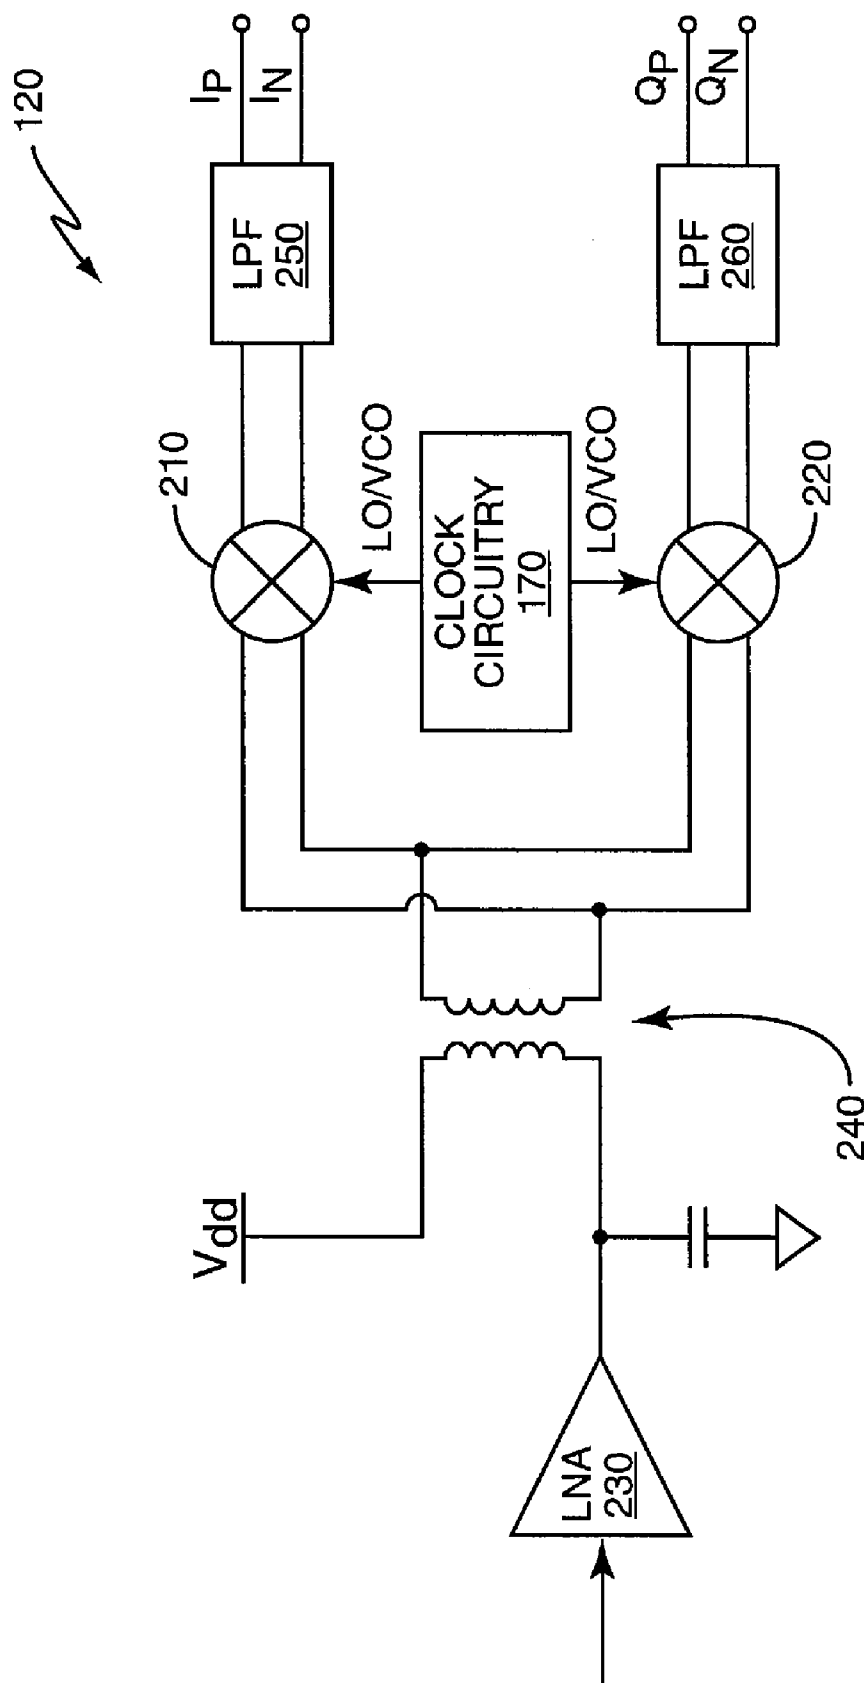 120
I_P
I_N
LPF
250
210
LO/VCO
CLOCK
CIRCUITRY
170
LO/VCO
Q_P
Q_N
LPF
260
220
V_dd
240
LNA
230